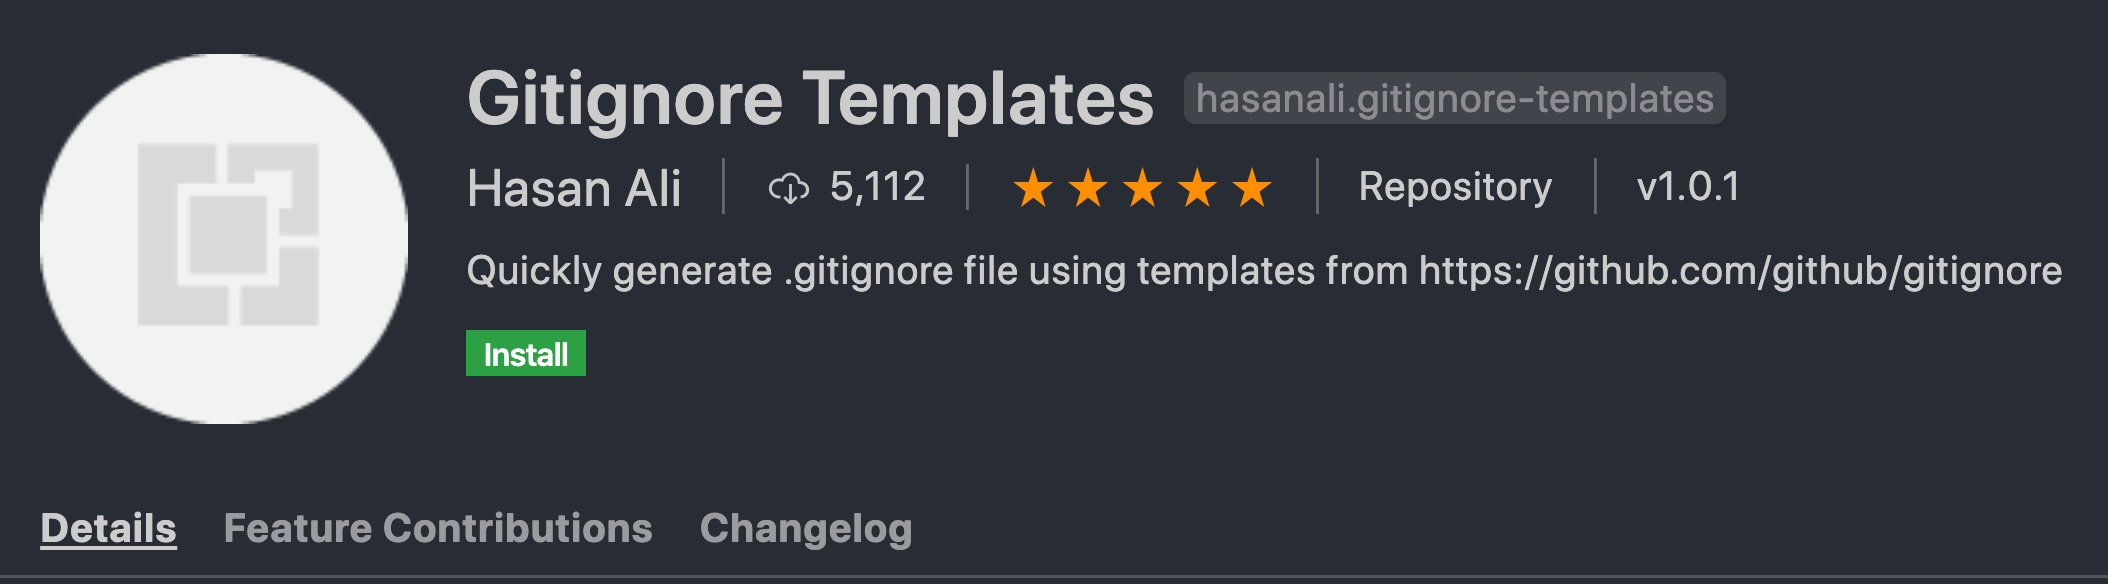 Gitignore Templates hasanali.gitignore-templates
Hasan Ali 5,112 ★★★★★ Repository v1.0.1
Quickly generate .gitignore file using templates from https://github.com/github/gitignore
Install
Details Feature Contributions Changelog